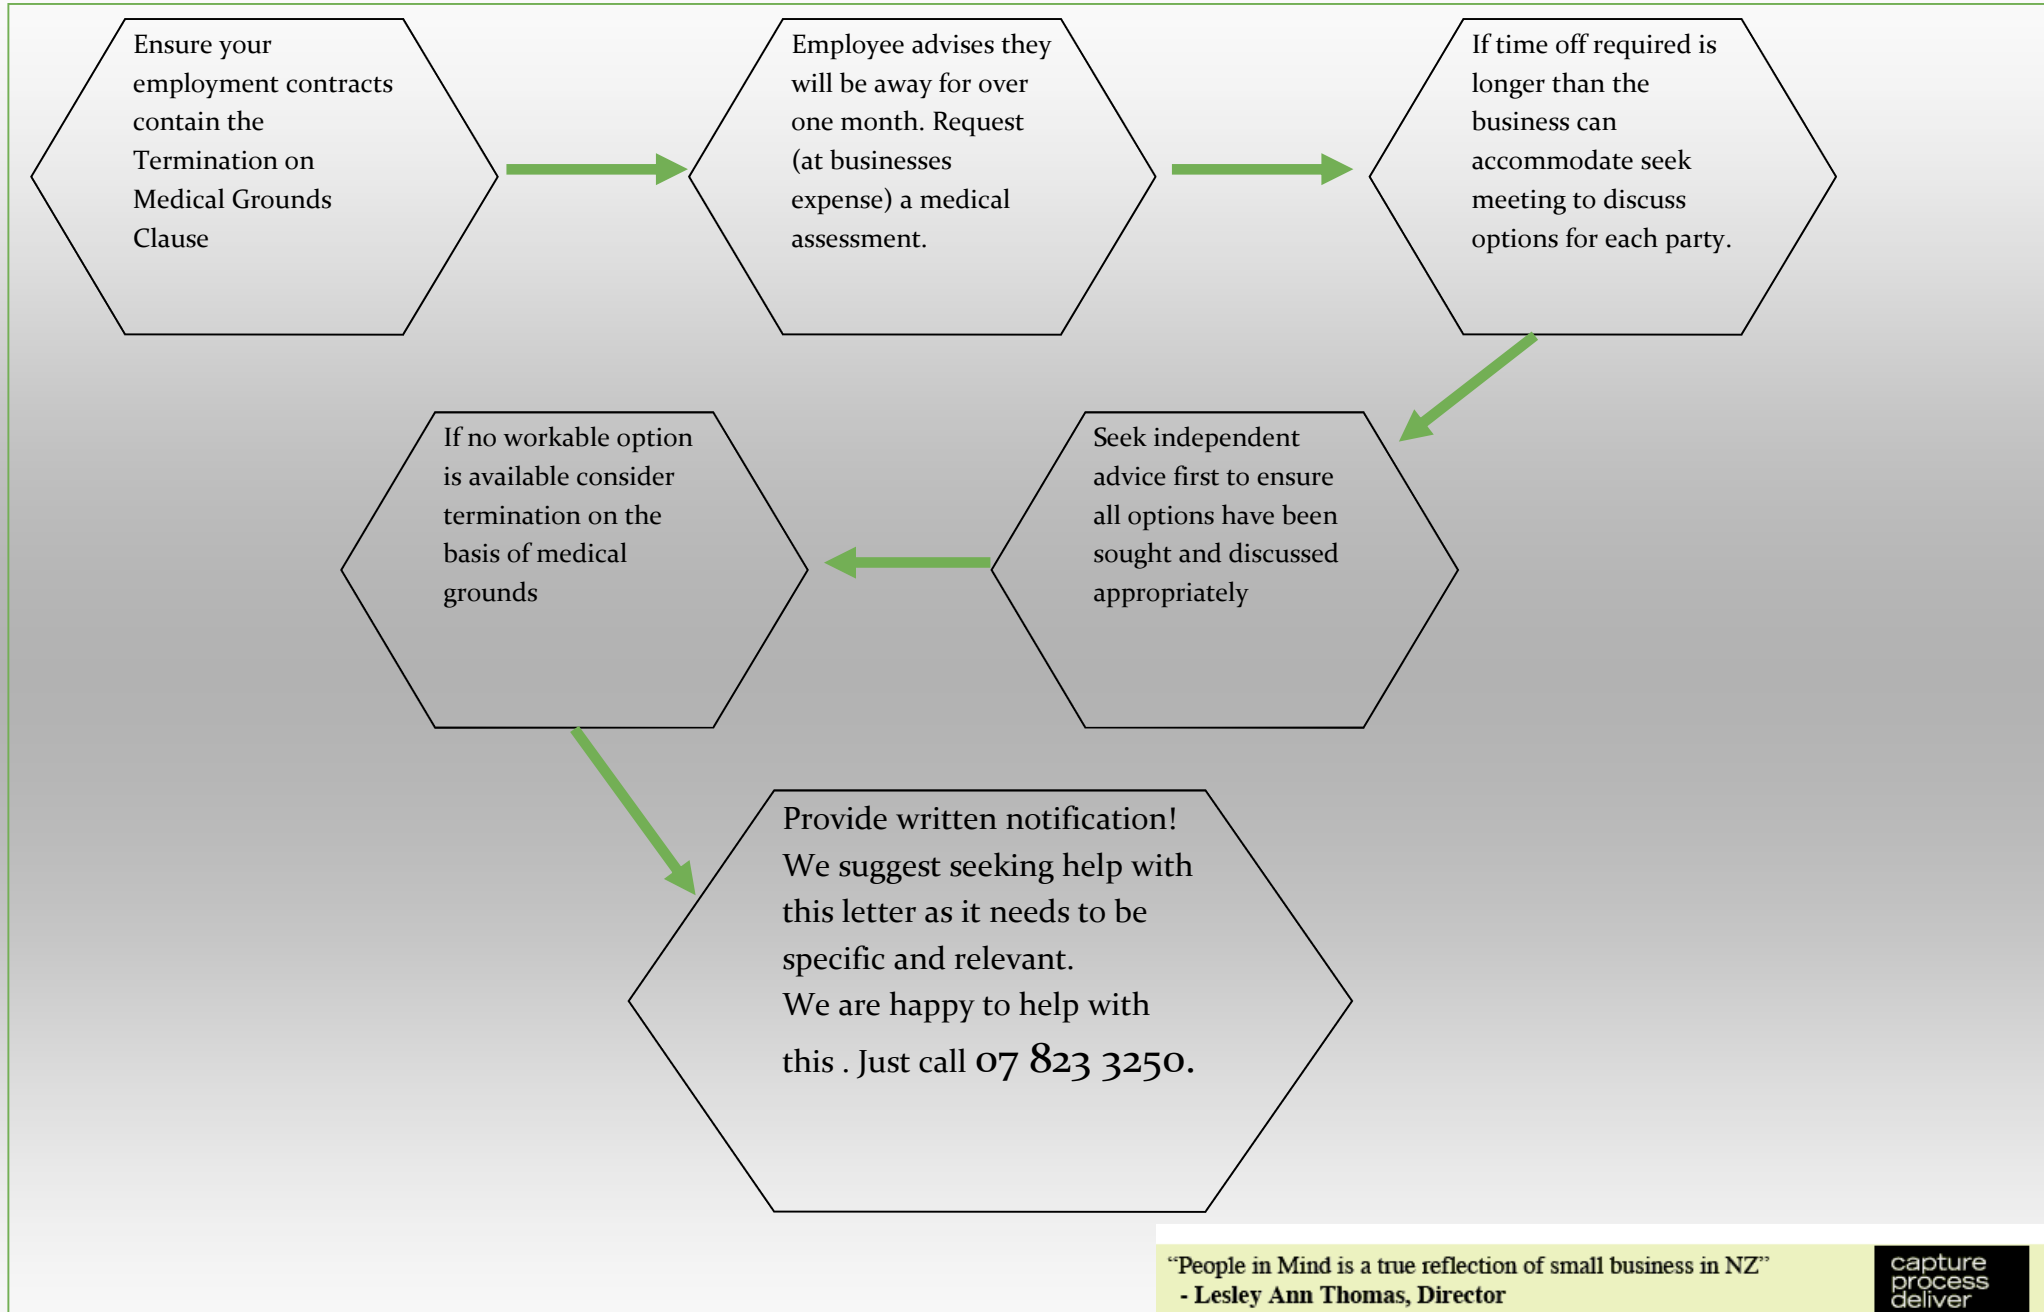 Ensure your
employment contracts
contain the
Termination on
Medical Grounds
Clause
Employee advises they
will be away for over
one month. Request
(at businesses
expense) a medical
assessment.
If time off required is
longer than the
business can
accommodate seek
meeting to discuss
options for each party.
Seek independent
advice first to ensure
all options have been
sought and discussed
appropriately
If no workable option
is available consider
termination on the
basis of medical
grounds
Provide written notification!
We suggest seeking help with
this letter as it needs to be
specific and relevant.
We are happy to help with
this . Just call 07 823 3250.
“People in Mind is a true reflection of small business in NZ”
- Lesley Ann Thomas, Director
capture
process
deliver